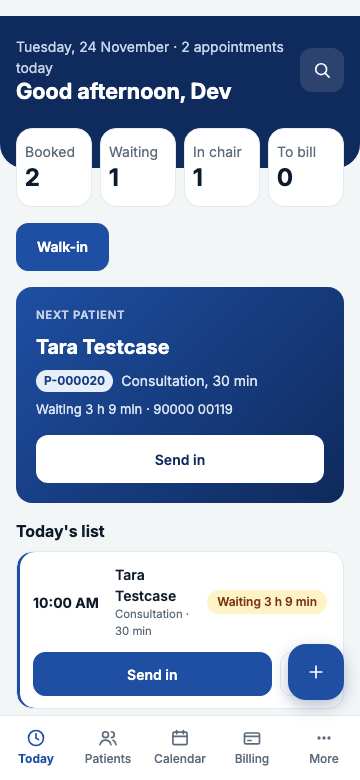 Tuesday, 24 November · 2 appointments
today
Good afternoon, Dev
Booked
2
Waiting
1
In chair
1
To bill
0
Walk-in
NEXT PATIENT
Tara Testcase
P-000020 Consultation, 30 min
Waiting 3 h 9 min · 90000 00119
Send in
Today's list
10:00 AM
Tara
Testcase
Consultation ·
30 min
Waiting 3 h 9 min
Send in
Today
Patients
Calendar
Billing
More